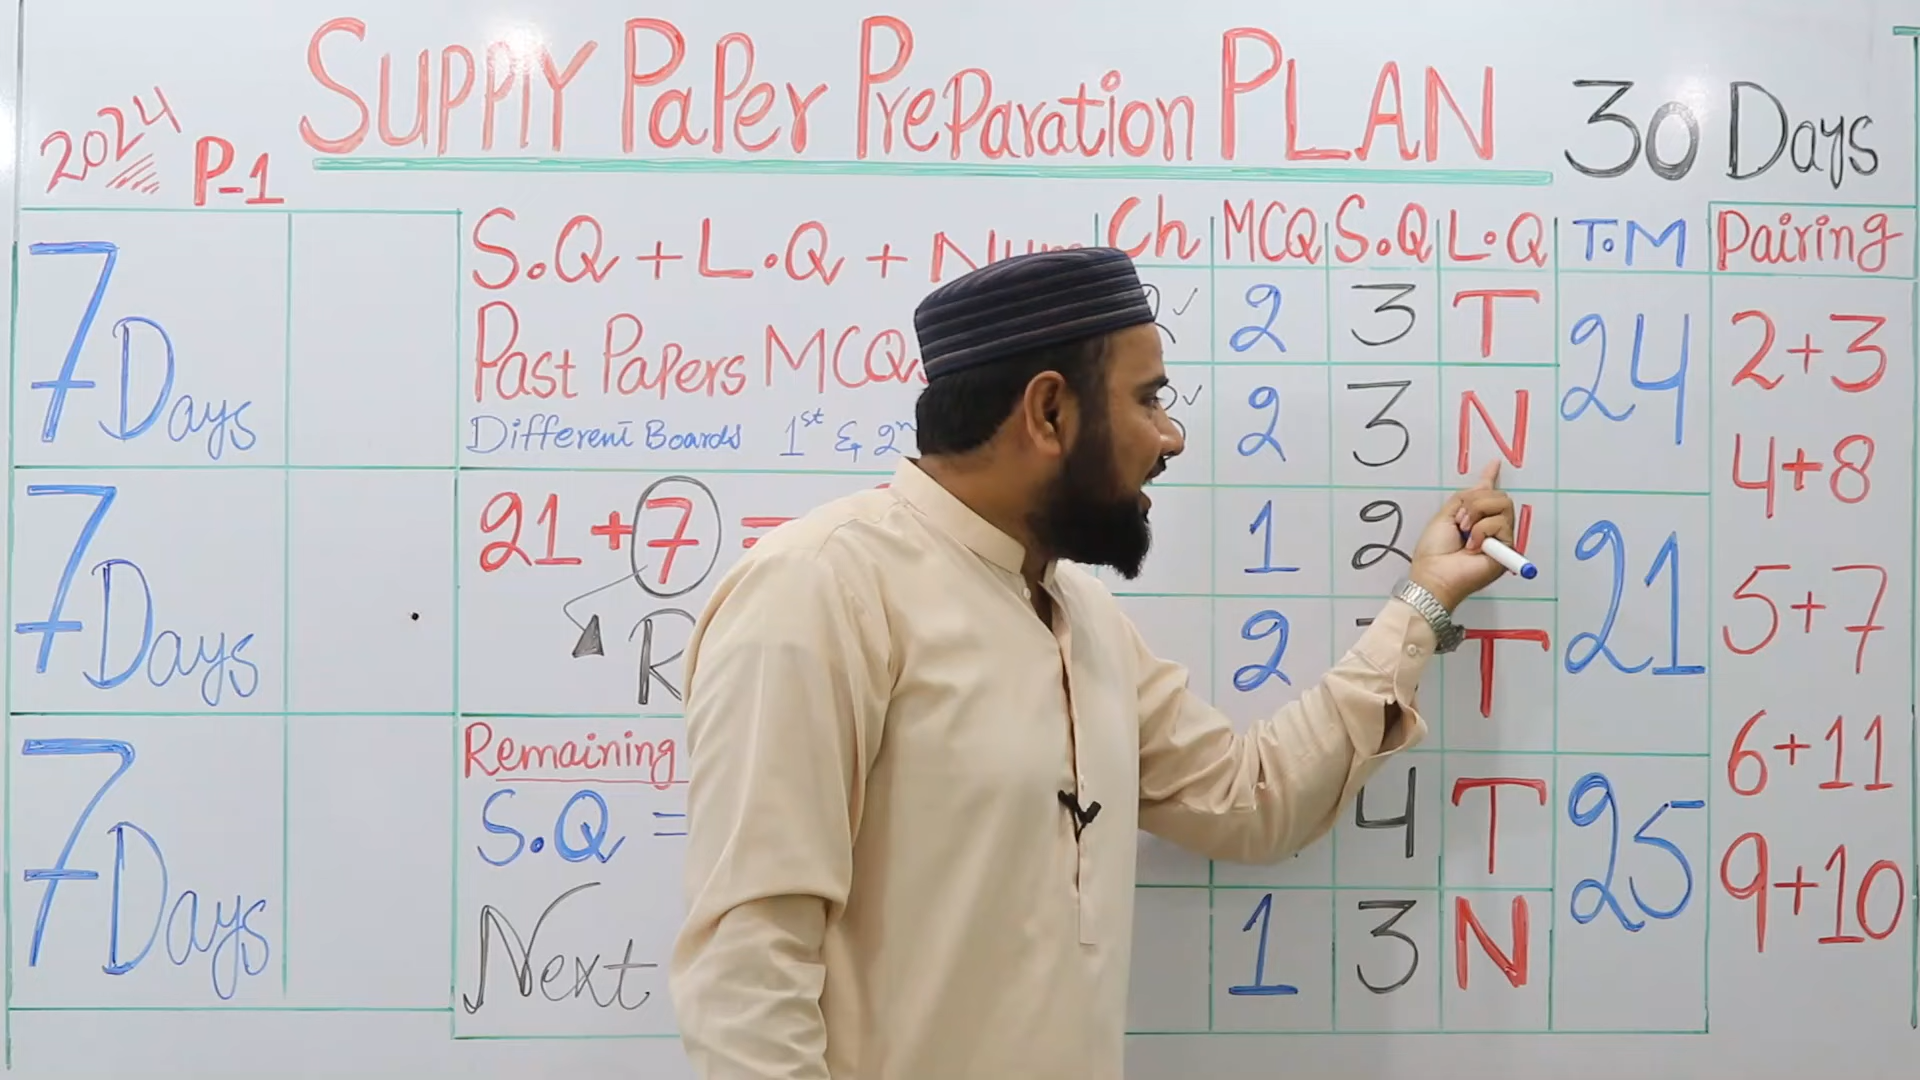 SUPPLY PaPer PreParation PLAN 30 Days
2024 P-1
7 Days
7 Days
7 Days
S.Q + L.Q + Num
Past Papers MCQs
Different Boards 1st &
21 + 7 =
R
Remaining
S.Q =
Next
Ch MCQ S.Q L.Q T.M Pairing
2 3 T 24
2 3 N
1 2 21
2 T
4 T 25
1 3 N
2+3
4+8
5+7
6+11
9+10